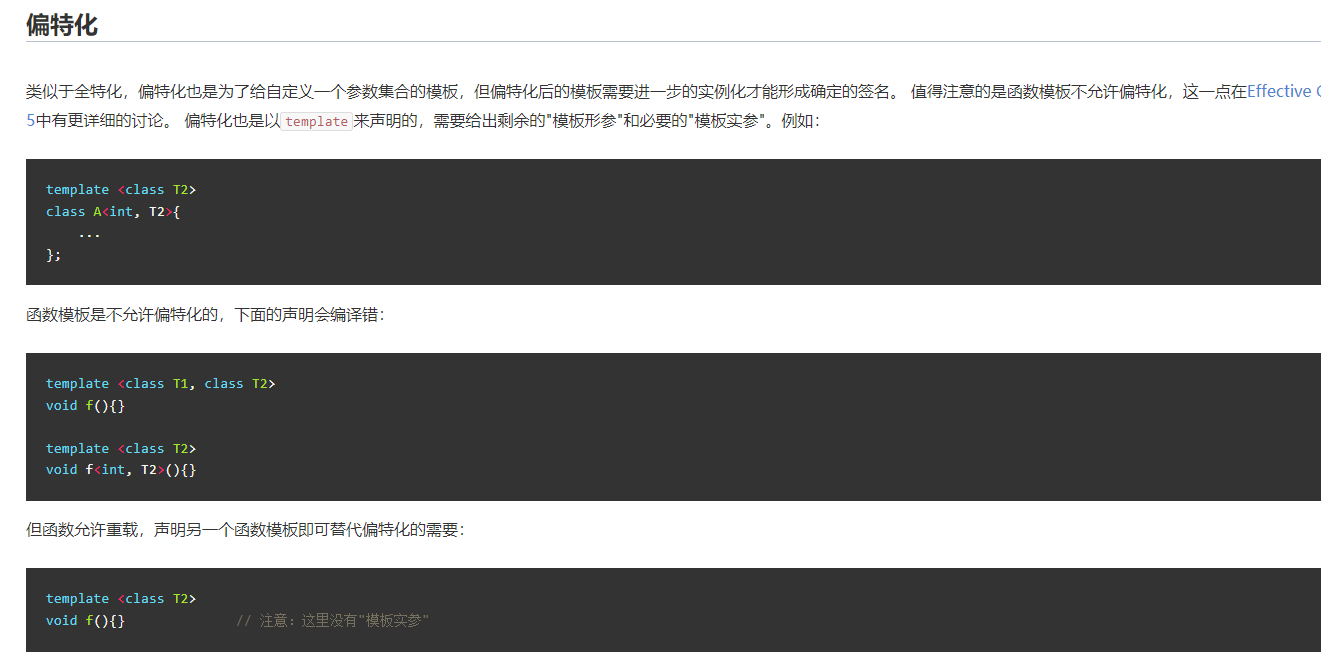 偏特化
类似于全特化，偏特化也是为了给自定义一个参数集合的模板，但偏特化后的模板需要进一步的实例化才能形成确定的签名。 值得注意的是函数模板不允许偏特化，这一点在Effective
5中有更详细的讨论。 偏特化也是以template来声明的，需要给出剩余的"模板形参"和必要的"模板实参"。例如：
template <class T2>
class A<int, T2>{
    ...
};
函数模板是不允许偏特化的，下面的声明会编译错：
template <class T1, class T2>
void f(){}
template <class T2>
void f<int, T2>(){}
但函数允许重载，声明另一个函数模板即可替代偏特化的需要：
template <class T2>
void f(){}              // 注意：这里没有"模板实参"